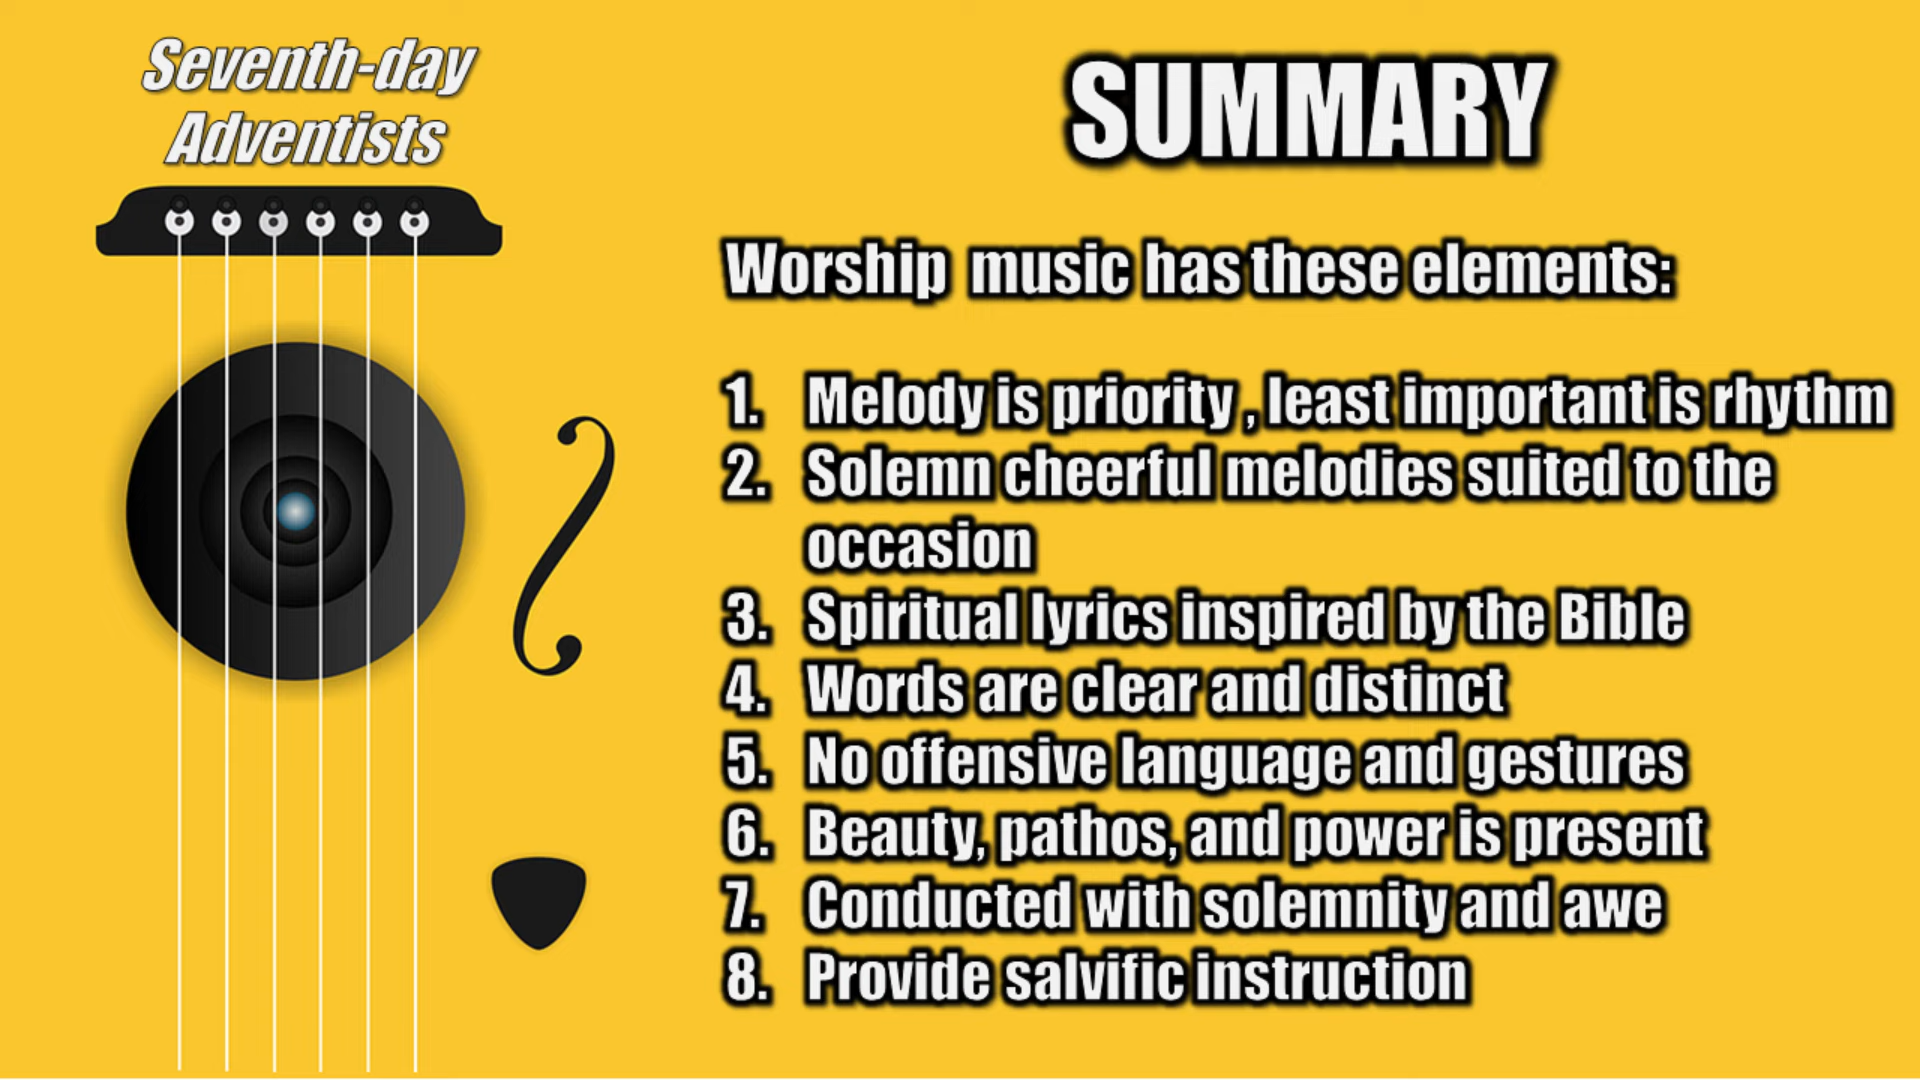 Seventh-day
Adventists
SUMMARY
Worship music has these elements:
1. Melody is priority , least important is rhythm
2. Solemn cheerful melodies suited to the
occasion
3. Spiritual lyrics inspired by the Bible
4. Words are clear and distinct
5. No offensive language and gestures
6. Beauty, pathos, and power is present
7. Conducted with solemnity and awe
8. Provide salvific instruction